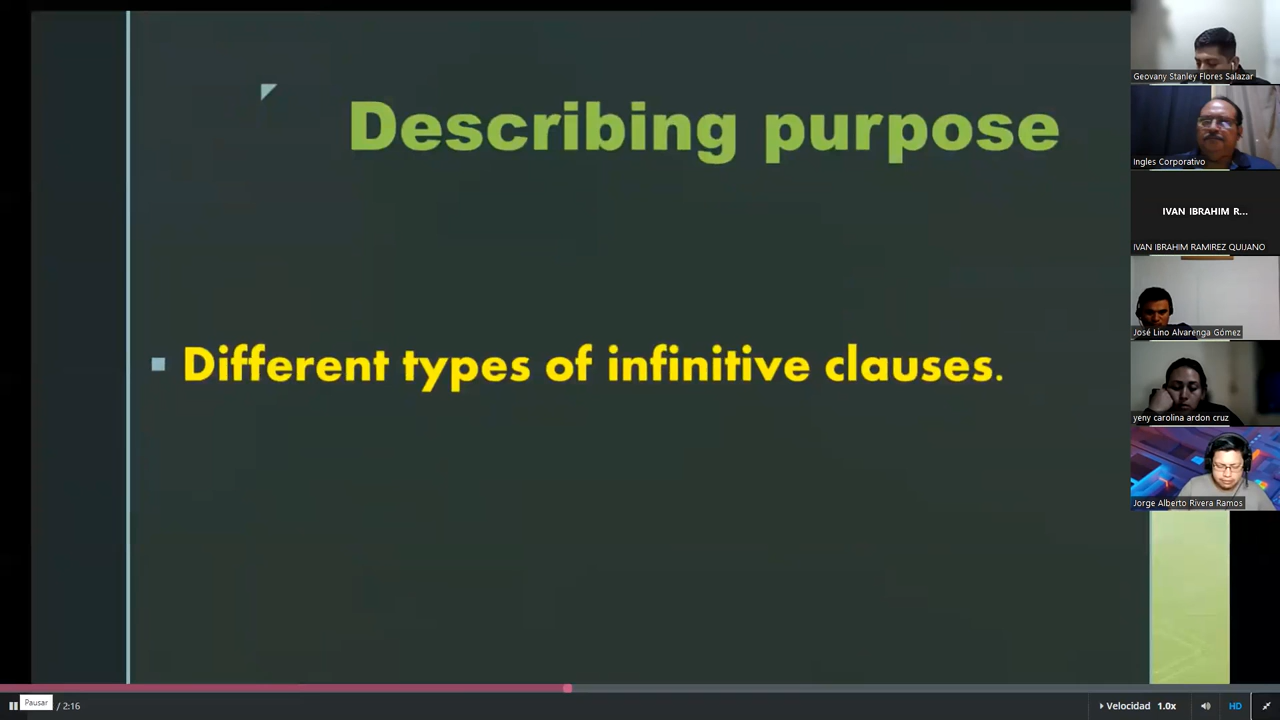 Describing purpose
Different types of infinitive clauses.
Geovany Stanley Flores Salazar
Ingles Corporativo
IVAN IBRAHIM R...
IVAN IBRAHIM RAMIREZ QUIJANO
José Lino Alvarenga Gómez
yeny carolina ardon cruz
Jorge Alberto Rivera Ramos
Pausar
/ 2:16
Velocidad 1.0x
HD